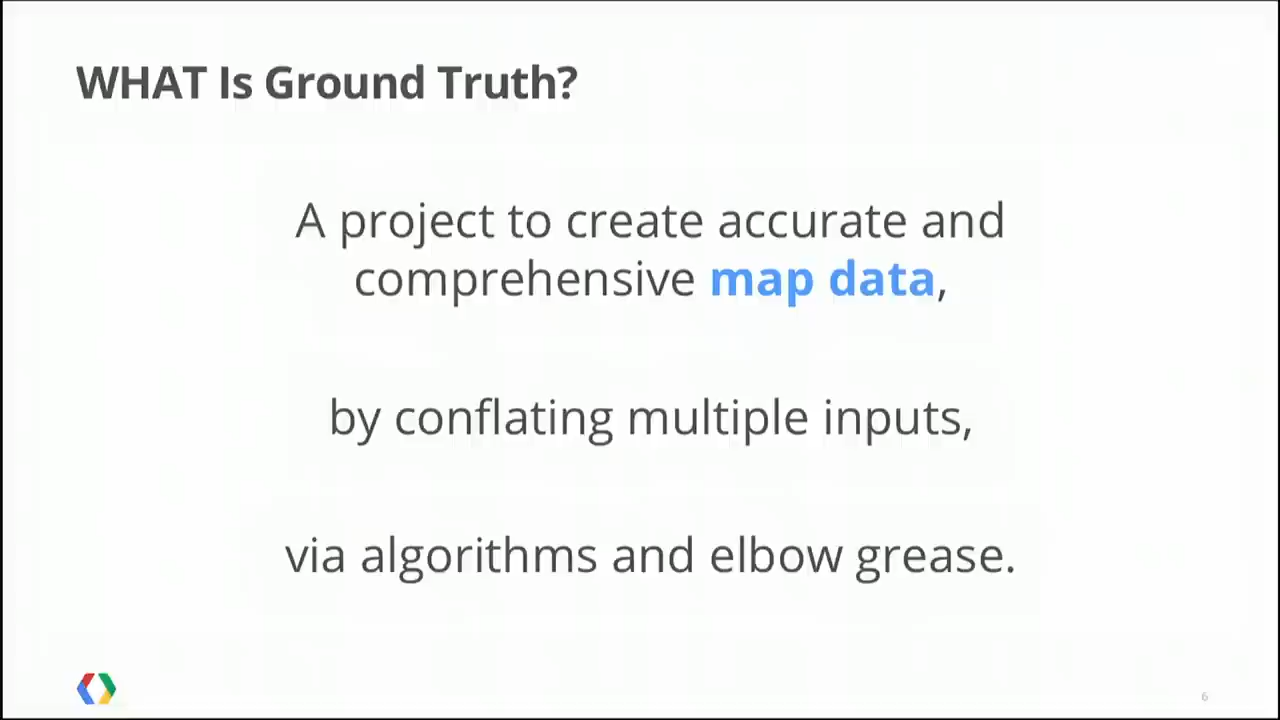 WHAT Is Ground Truth?
A project to create accurate and
comprehensive map data,
by conflating multiple inputs,
via algorithms and elbow grease.
6